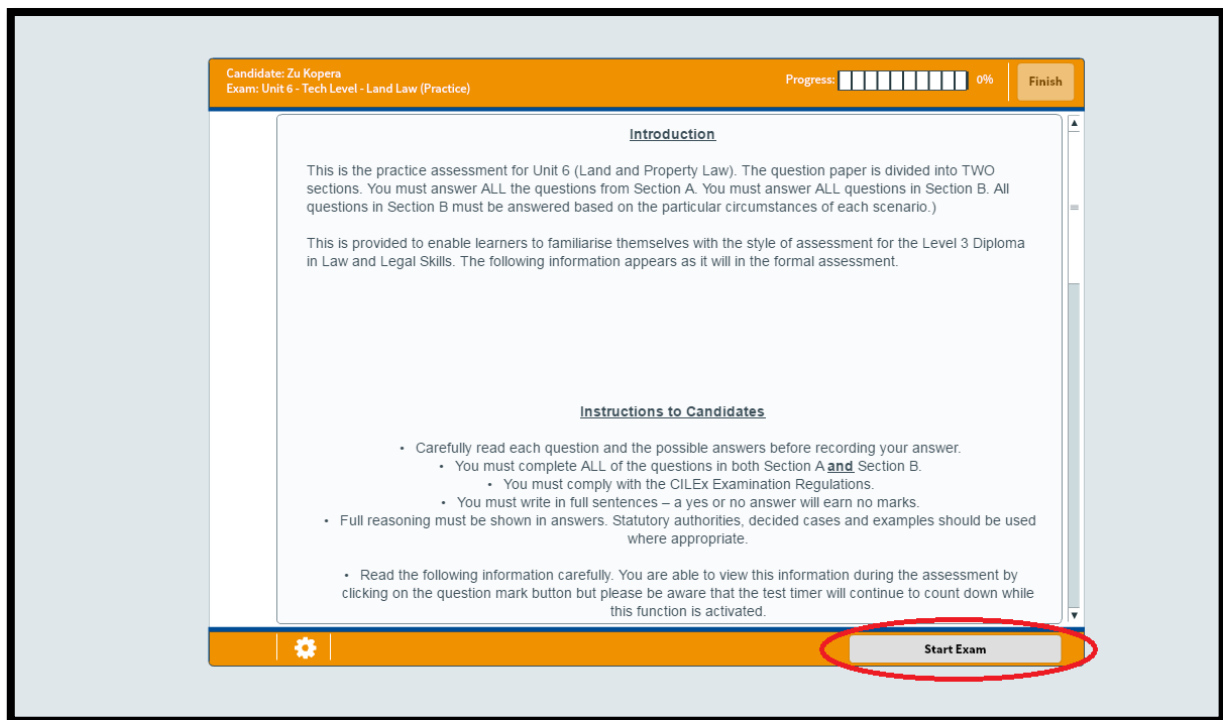 Candidate: Zu Kopera
Exam: Unit 6 - Tech Level - Land Law (Practice)
Progress: 0%
Finish
Introduction
This is the practice assessment for Unit 6 (Land and Property Law). The question paper is divided into TWO
sections. You must answer ALL the questions from Section A. You must answer ALL questions in Section B. All
questions in Section B must be answered based on the particular circumstances of each scenario.)
This is provided to enable learners to familiarise themselves with the style of assessment for the Level 3 Diploma
in Law and Legal Skills. The following information appears as it will in the formal assessment.
Instructions to Candidates
• Carefully read each question and the possible answers before recording your answer.
• You must complete ALL of the questions in both Section A and Section B.
• You must comply with the CILEx Examination Regulations.
• You must write in full sentences – a yes or no answer will earn no marks.
• Full reasoning must be shown in answers. Statutory authorities, decided cases and examples should be used
where appropriate.
• Read the following information carefully. You are able to view this information during the assessment by
clicking on the question mark button but please be aware that the test timer will continue to count down while
this function is activated.
Start Exam